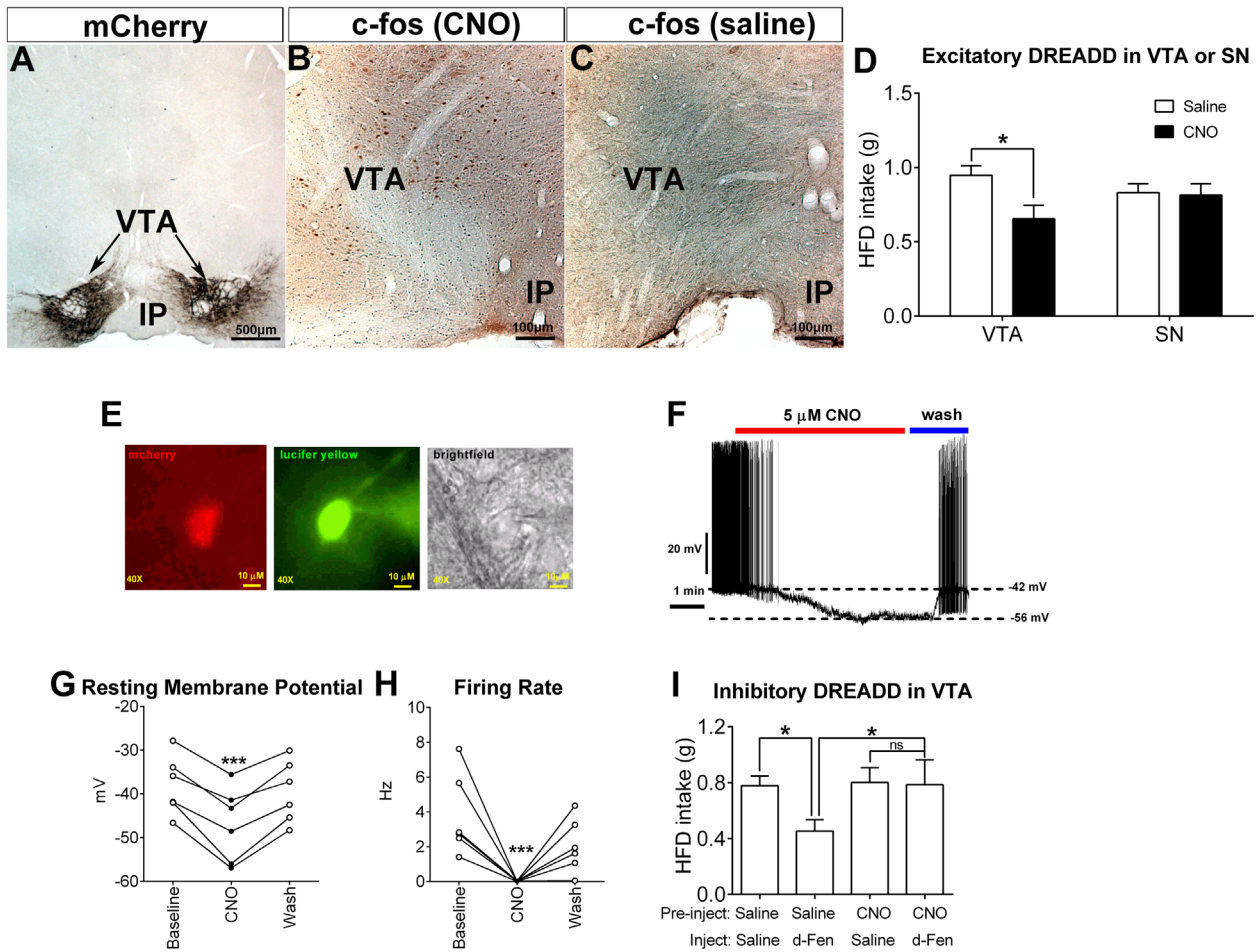 mCherry
c-fos (CNO)
c-fos (saline)
A
VTA
IP
500μm
B
VTA
IP
100μm
C
VTA
IP
100μm
D
Excitatory DREADD in VTA or SN
Saline
CNO
*
HFD intake (g)
1.5
1.0
0.5
0.0
VTA
SN
E
mcherry
40X
10 μM
lucifer yellow
40X
10 μM
brightfield
40X
10μM
F
5 μM CNO
wash
20 mV
1 min
-42 mV
-56 mV
G
Resting Membrane Potential
mV
-20
-30
-40
-50
-60
***
Baseline
CNO
Wash
H
Firing Rate
Hz
10
8
6
4
2
0
***
Baseline
CNO
Wash
I
Inhibitory DREADD in VTA
HFD intake (g)
1.2
0.8
0.4
0.0
*
*
ns
Pre-inject: Saline Saline CNO CNO
Inject: Saline d-Fen Saline d-Fen